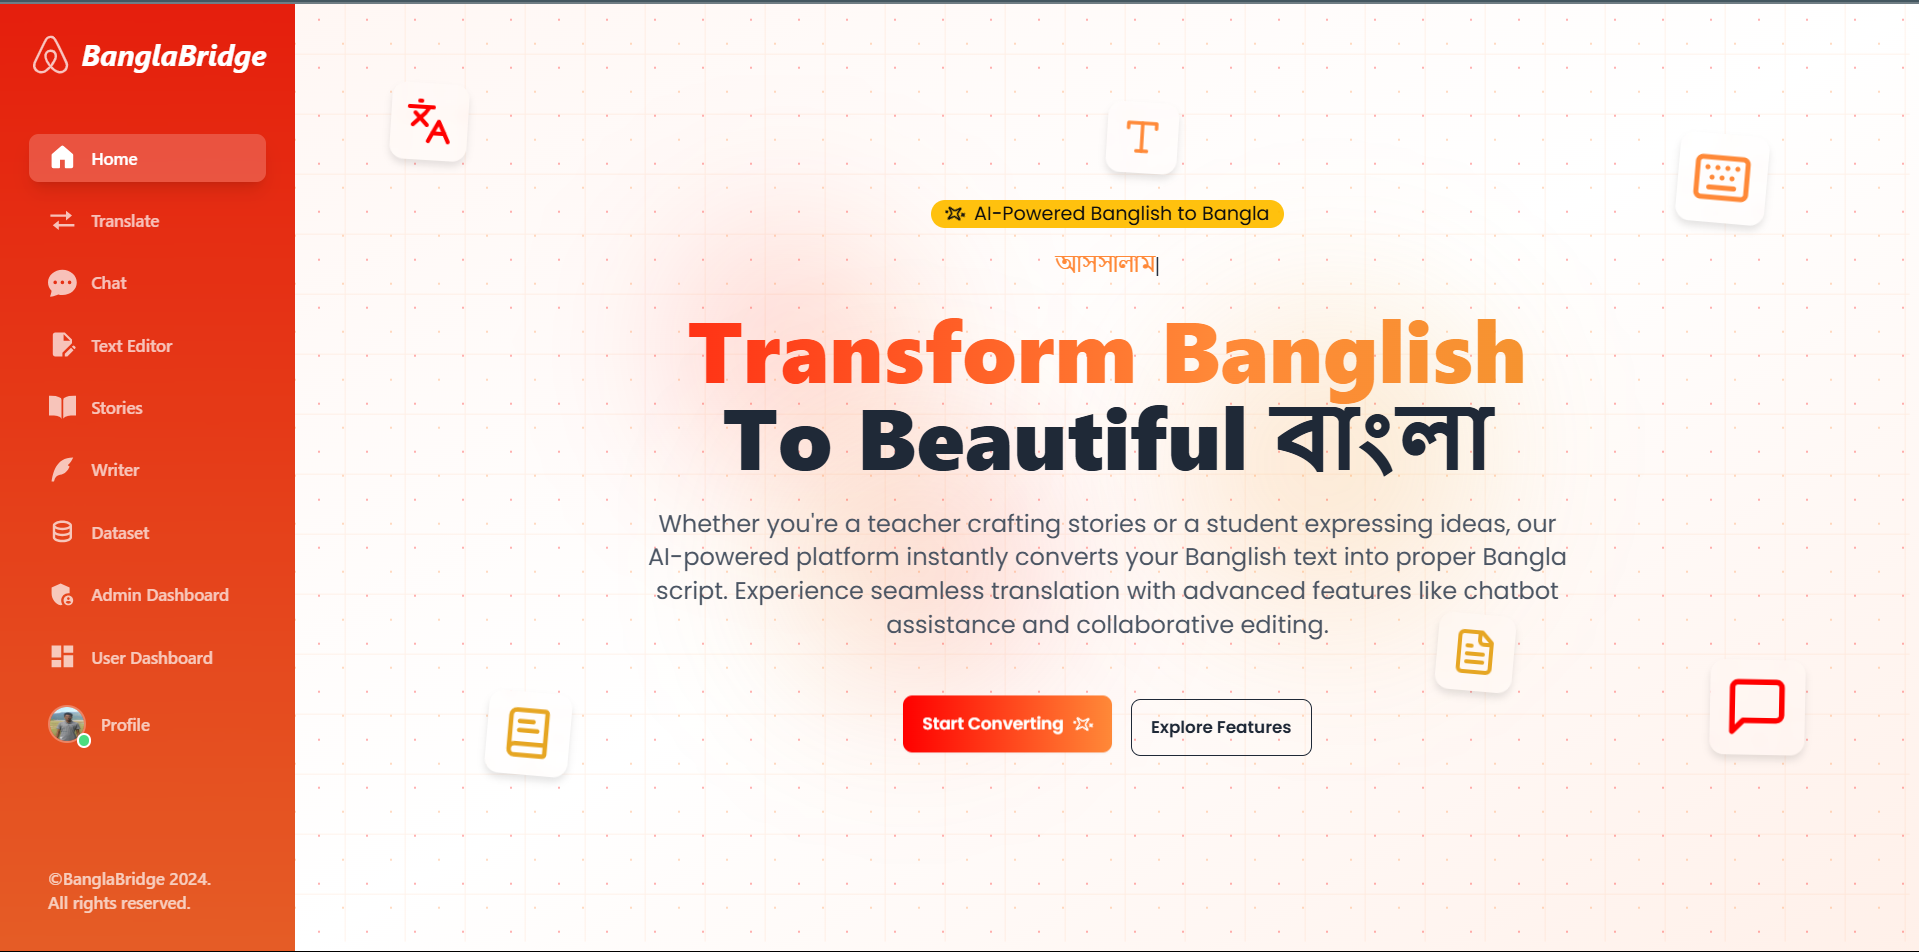 BanglaBridge
Home
Translate
Chat
Text Editor
Stories
Writer
Dataset
Admin Dashboard
User Dashboard
Profile
©BanglaBridge 2024.
All rights reserved.
AI-Powered Banglish to Bangla
আসসালাম
Transform Banglish
To Beautiful বাংলা
Whether you're a teacher crafting stories or a student expressing ideas, our
AI-powered platform instantly converts your Banglish text into proper Bangla
script. Experience seamless translation with advanced features like chatbot
assistance and collaborative editing.
Start Converting
Explore Features